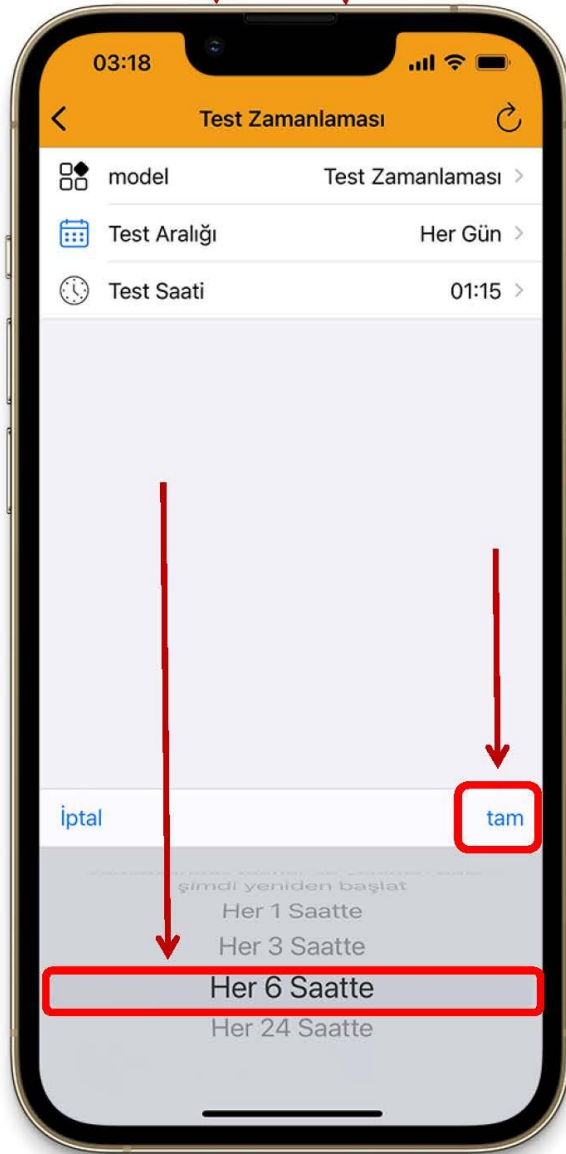 03:18
Test Zamanlaması
model Test Zamanlaması
Test Aralığı Her Gün
Test Saati 01:15
İptal tam
şimdi yeniden başlat
Her 1 Saatte
Her 3 Saatte
Her 6 Saatte
Her 24 Saatte